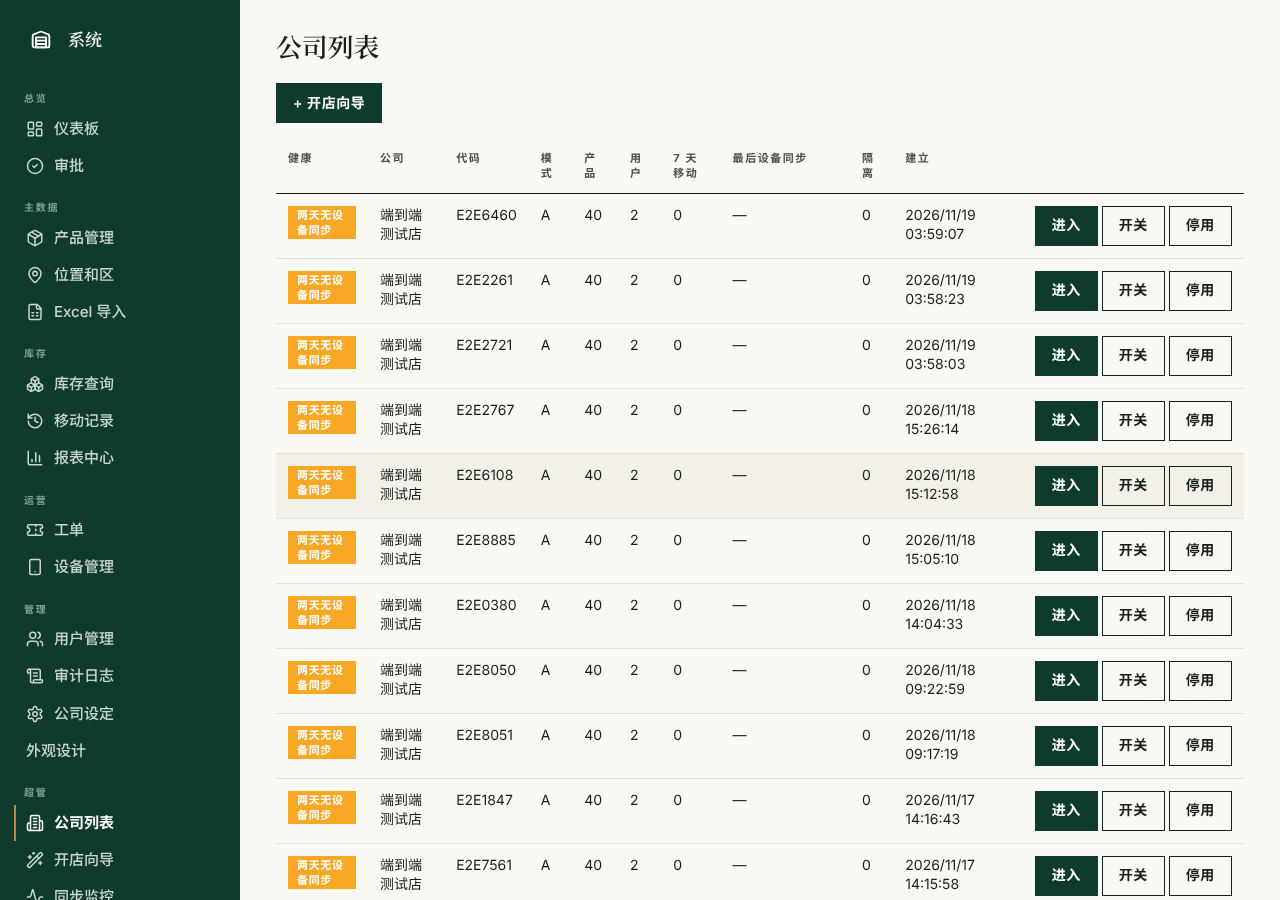 系统
总览
仪表板
审批
主数据
产品管理
位置和区
Excel 导入
库存
库存查询
移动记录
报表中心
运营
工单
设备管理
管理
用户管理
审计日志
公司设定
外观设计
超管
公司列表
开店向导
同步监控
公司列表
+ 开店向导
健康 公司 代码 模式 产品 用户 7 天移动 最后设备同步 隔离 建立
两天无设备同步 端到端测试店 E2E6460 A 40 2 0 — 0 2026/11/19 03:59:07 进入 开关 停用
两天无设备同步 端到端测试店 E2E2261 A 40 2 0 — 0 2026/11/19 03:58:23 进入 开关 停用
两天无设备同步 端到端测试店 E2E2721 A 40 2 0 — 0 2026/11/19 03:58:03 进入 开关 停用
两天无设备同步 端到端测试店 E2E2767 A 40 2 0 — 0 2026/11/18 15:26:14 进入 开关 停用
两天无设备同步 端到端测试店 E2E6108 A 40 2 0 — 0 2026/11/18 15:12:58 进入 开关 停用
两天无设备同步 端到端测试店 E2E8885 A 40 2 0 — 0 2026/11/18 15:05:10 进入 开关 停用
两天无设备同步 端到端测试店 E2E0380 A 40 2 0 — 0 2026/11/18 14:04:33 进入 开关 停用
两天无设备同步 端到端测试店 E2E8050 A 40 2 0 — 0 2026/11/18 09:22:59 进入 开关 停用
两天无设备同步 端到端测试店 E2E8051 A 40 2 0 — 0 2026/11/18 09:17:19 进入 开关 停用
两天无设备同步 端到端测试店 E2E1847 A 40 2 0 — 0 2026/11/17 14:16:43 进入 开关 停用
两天无设备同步 端到端测试店 E2E7561 A 40 2 0 — 0 2026/11/17 14:15:58 进入 开关 停用